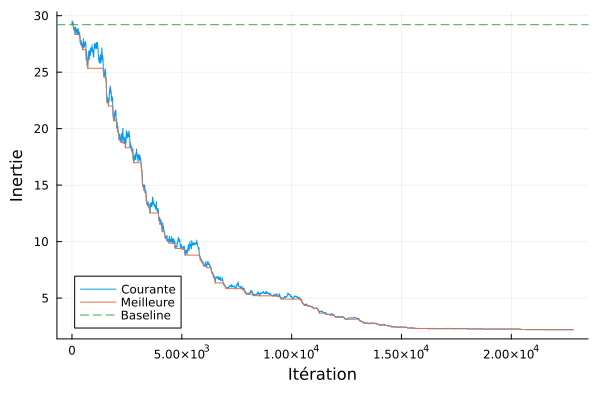 30
25
20
15
10
5
Inertie
Courante
Meilleure
Baseline
0 5.00×10³ 1.00×10⁴ 1.50×10⁴ 2.00×10⁴
Itération